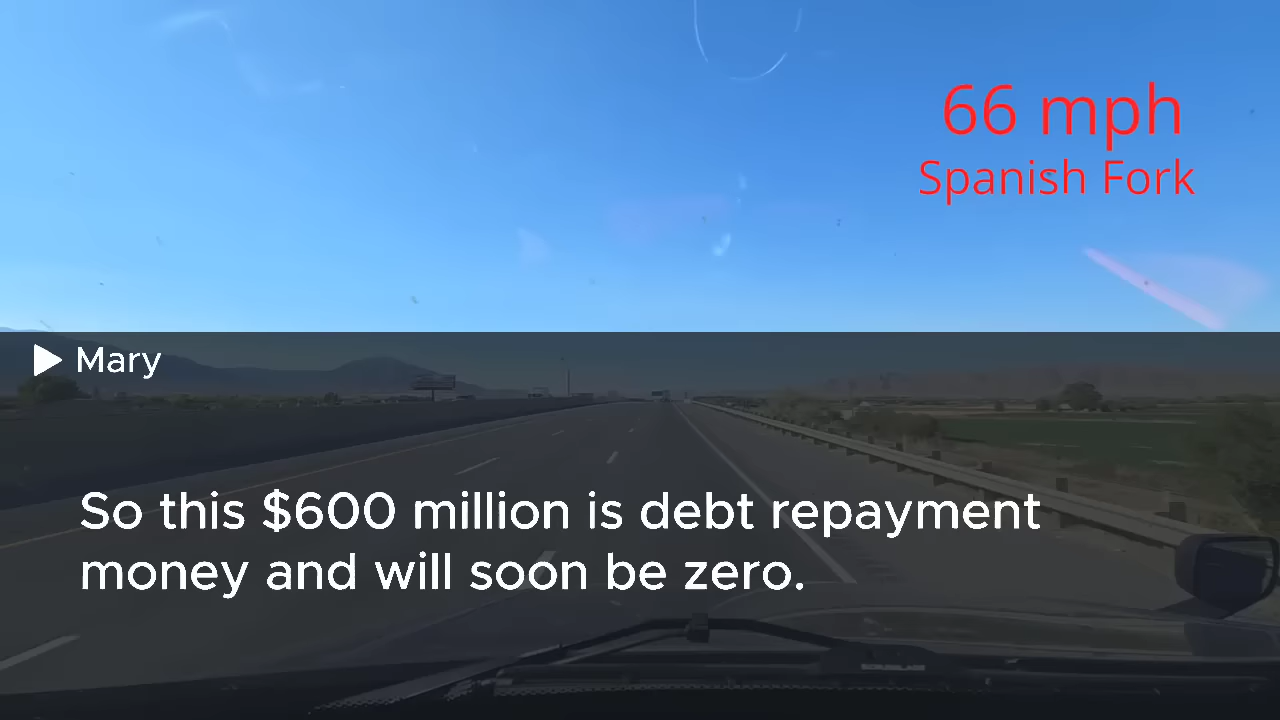 66 mph
Spanish Fork
Mary
So this $600 million is debt repayment
money and will soon be zero.